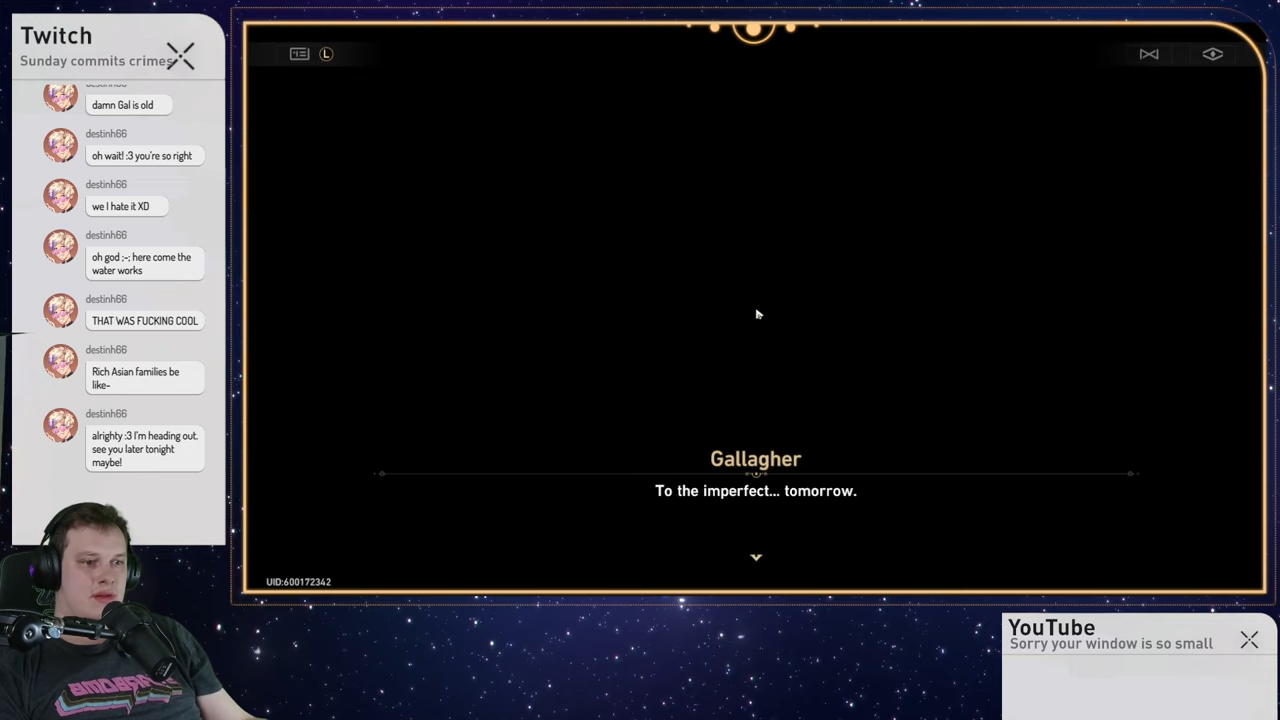 Twitch
Sunday commits crimes
damn Gal is old
destinh66
oh wait! :3 you're so right
destinh66
we I hate it XD
destinh66
oh god ;-; here come the
water works
destinh66
THAT WAS FUCKING COOL
destinh66
Rich Asian families be
like-
destinh66
alrighty :3 I'm heading out.
see you later tonight
maybe!
L
Gallagher
To the imperfect... tomorrow.
UID:600172342
YouTube
Sorry your window is so small